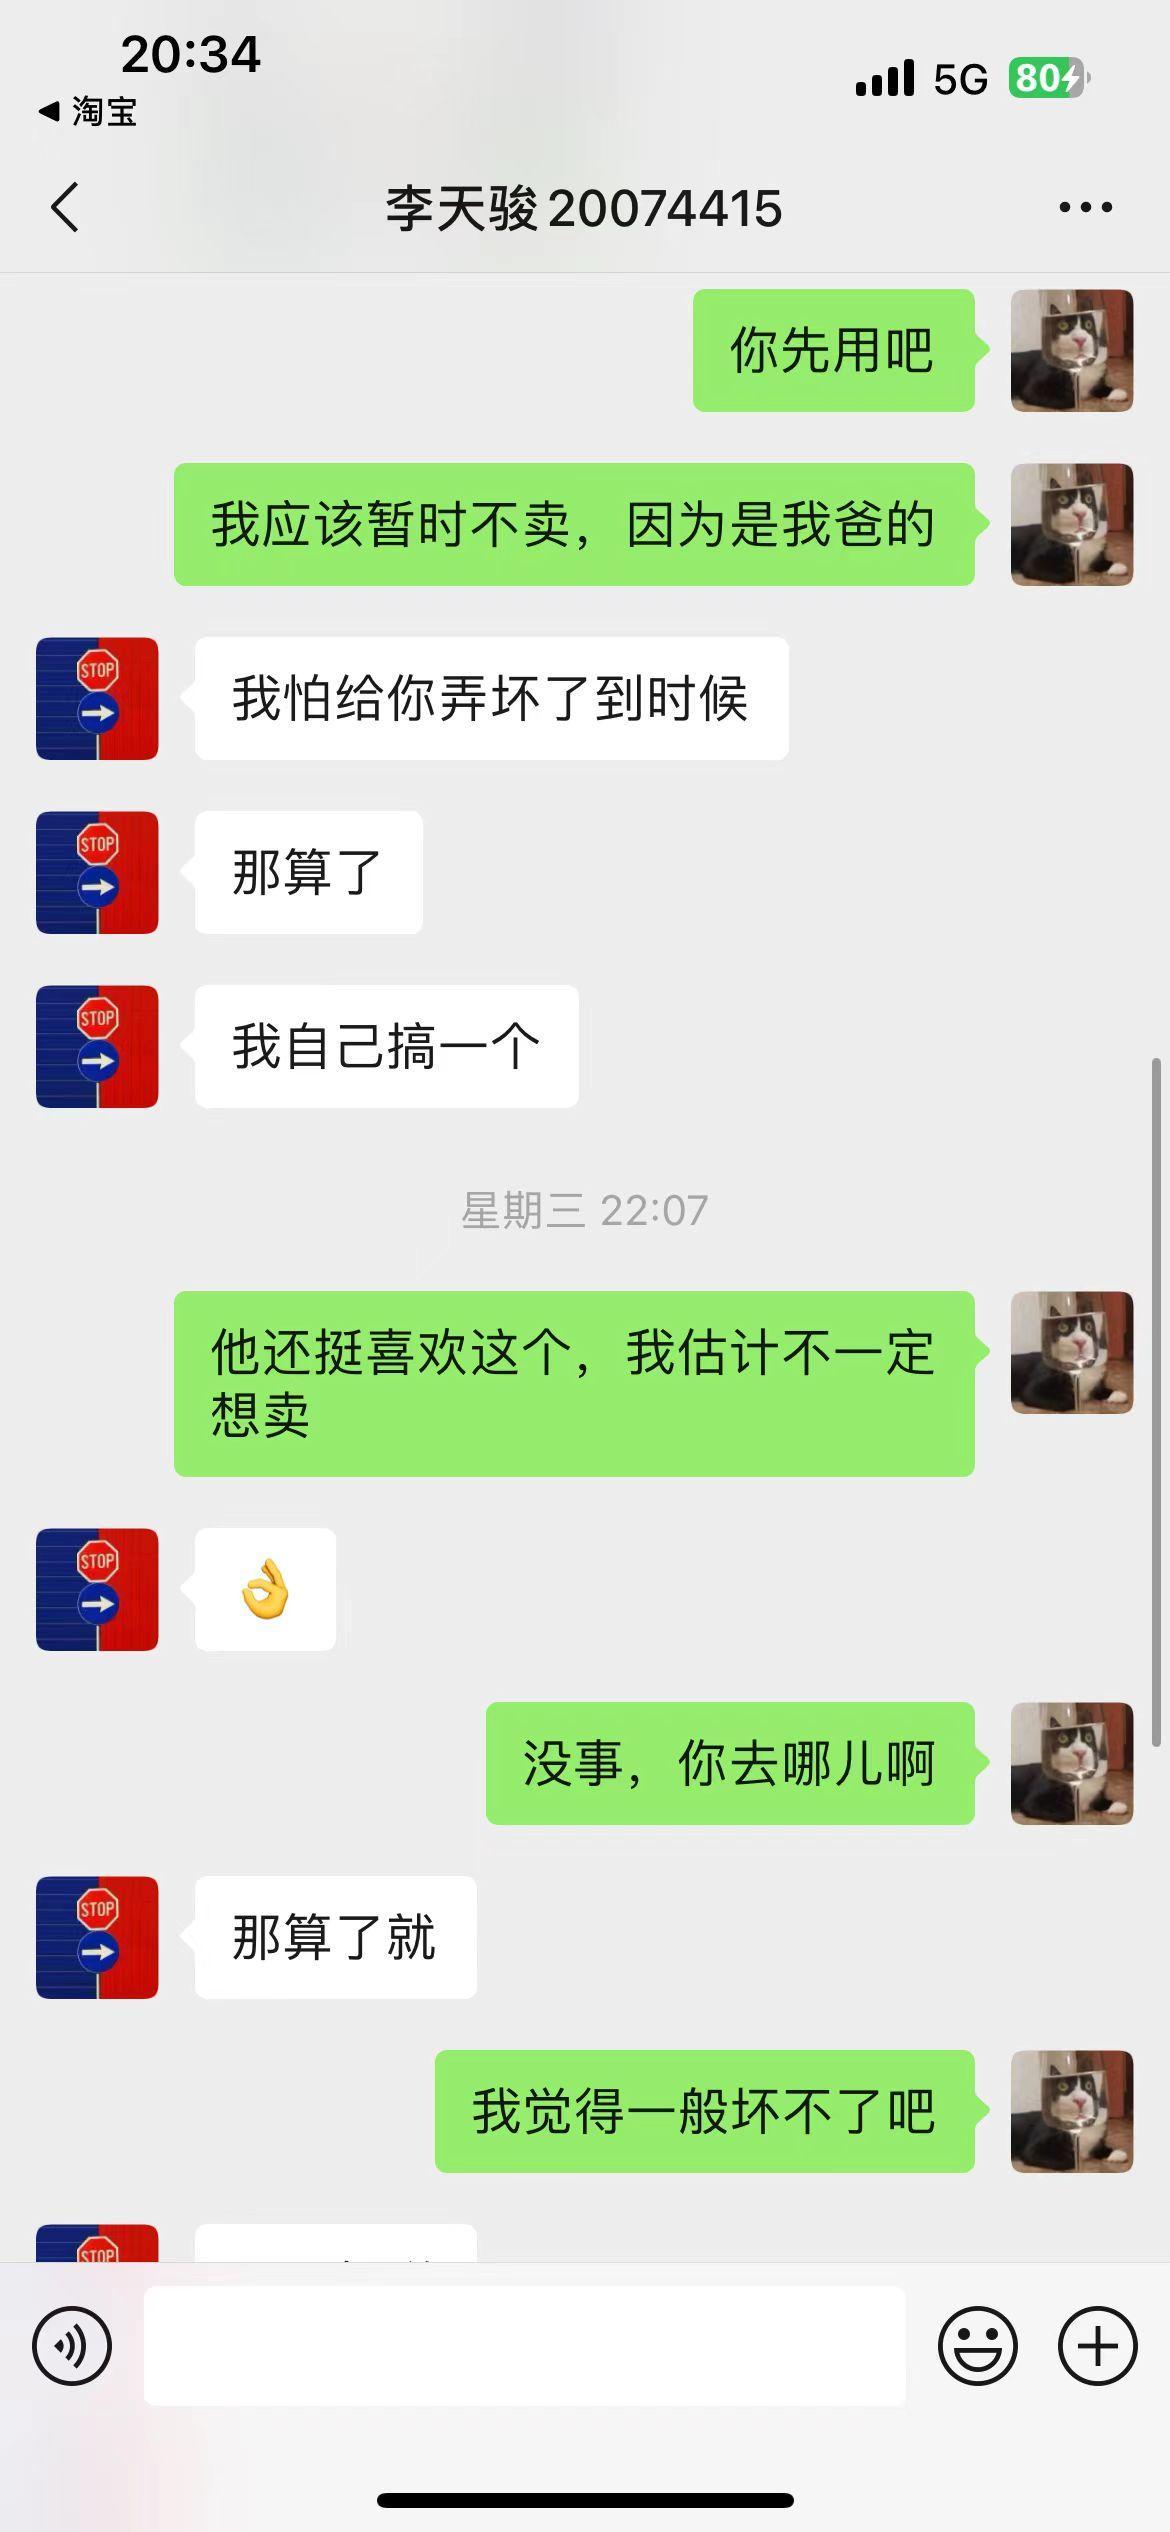 20:34
5G
80
淘宝
李天骏20074415
你先用吧
我应该暂时不卖，因为是我爸的
STOP
我怕给你弄坏了到时候
STOP
那算了
STOP
我自己搞一个
星期三 22:07
他还挺喜欢这个，我估计不一定
想卖
STOP
没事，你去哪儿啊
STOP
那算了就
我觉得一般坏不了吧
STOP